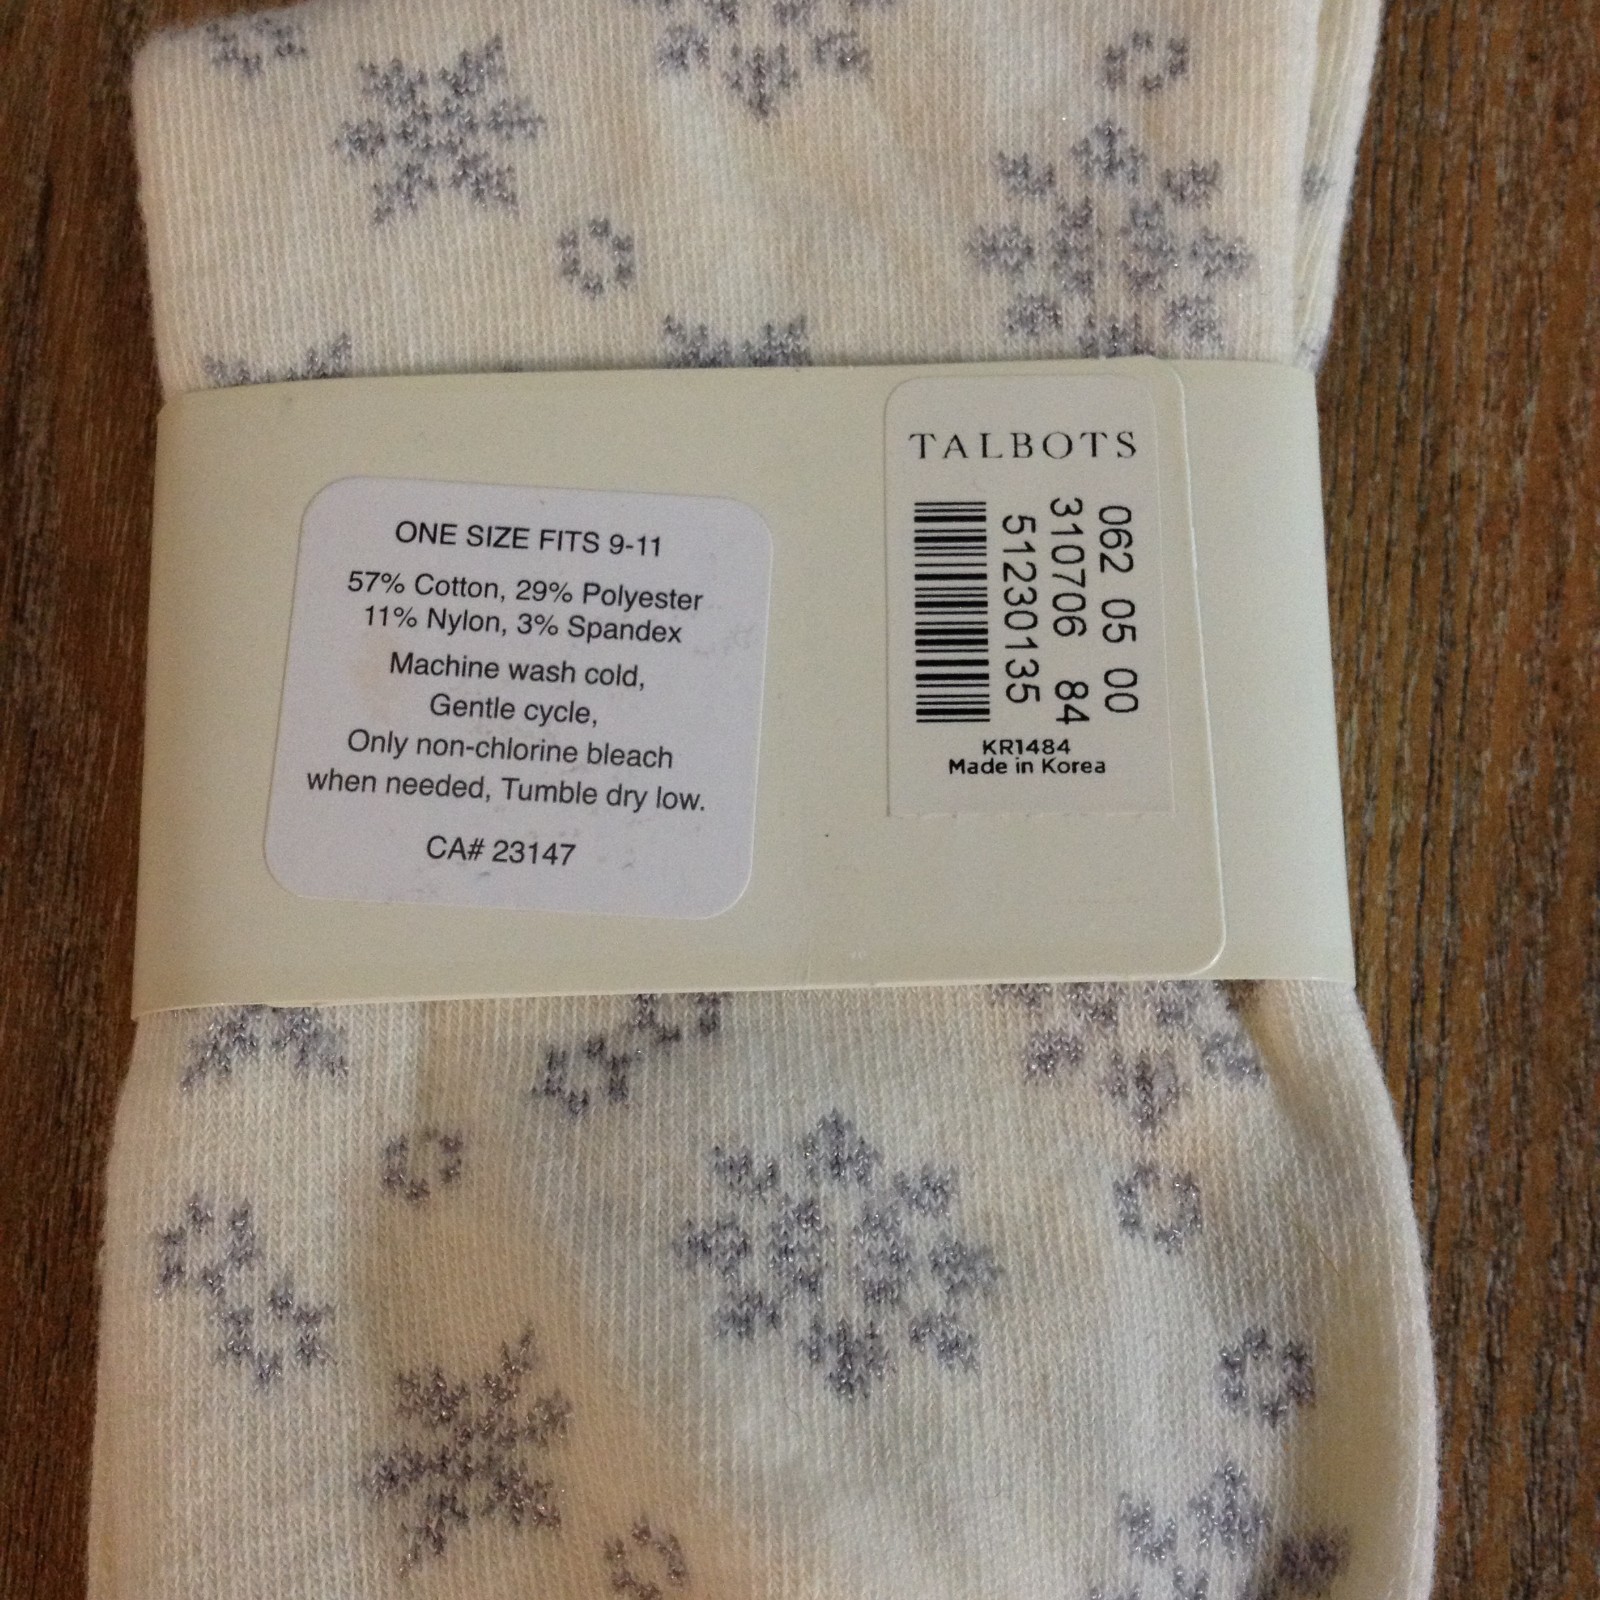 ONE SIZE FITS 9-11
57% Cotton, 29% Polyester
11% Nylon, 3% Spandex
Machine wash cold,
Gentle cycle,
Only non-chlorine bleach
when needed, Tumble dry low.
CA# 23147
TALBOTS
062 05 00
310706 84
51230135
KR1484
Made in Korea